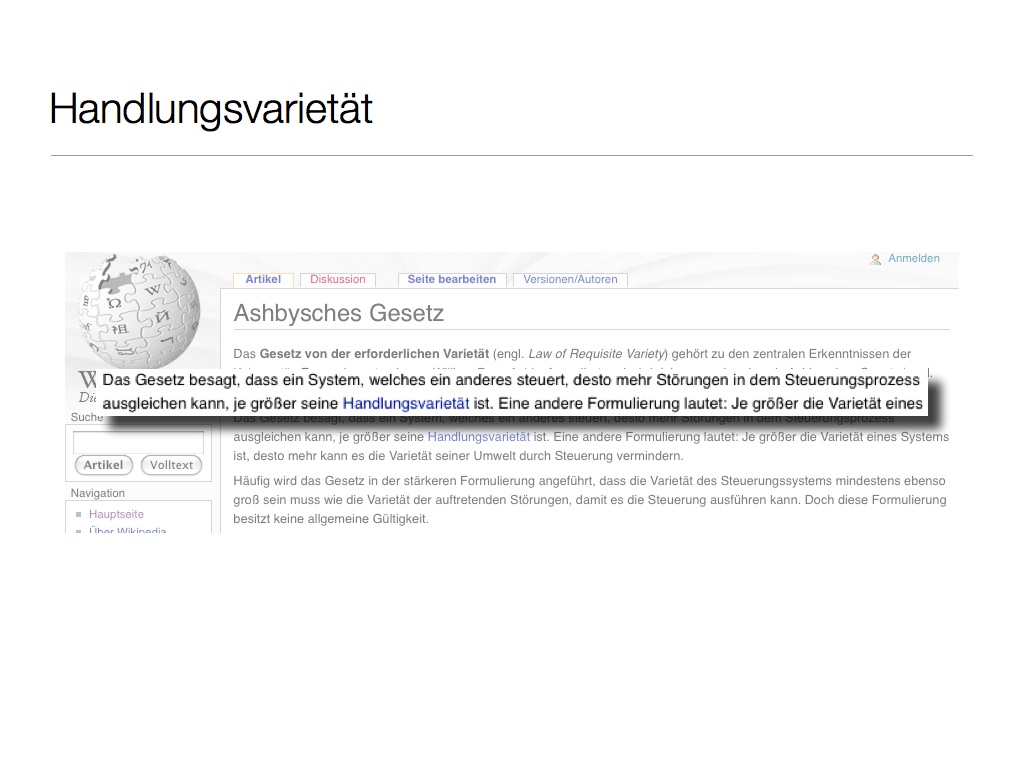 Handlungsvarietät
Anmelden
Artikel Diskussion Seite bearbeiten Versionen/Autoren
Ashbysches Gesetz
Das Gesetz von der erforderlichen Varietät (engl. Law of Requisite Variety) gehört zu den zentralen Erkenntnissen der
Das Gesetz besagt, dass ein System, welches ein anderes steuert, desto mehr Störungen in dem Steuerungsprozess
ausgleichen kann, je größer seine Handlungsvarietät ist. Eine andere Formulierung lautet: Je größer die Varietät eines
Das Gesetz besagt, dass ein System, welches ein anderes steuert, desto mehr Störungen in dem Steuerungsprozess
ausgleichen kann, je größer seine Handlungsvarietät ist. Eine andere Formulierung lautet: Je größer die Varietät eines Systems
ist, desto mehr kann es die Varietät seiner Umwelt durch Steuerung vermindern.
Häufig wird das Gesetz in der stärkeren Formulierung angeführt, dass die Varietät des Steuerungssystems mindestens ebenso
groß sein muss wie die Varietät der auftretenden Störungen, damit es die Steuerung ausführen kann. Doch diese Formulierung
besitzt keine allgemeine Gültigkeit.
Suche
Artikel Volltext
Navigation
Hauptseite
Über Wikipedia